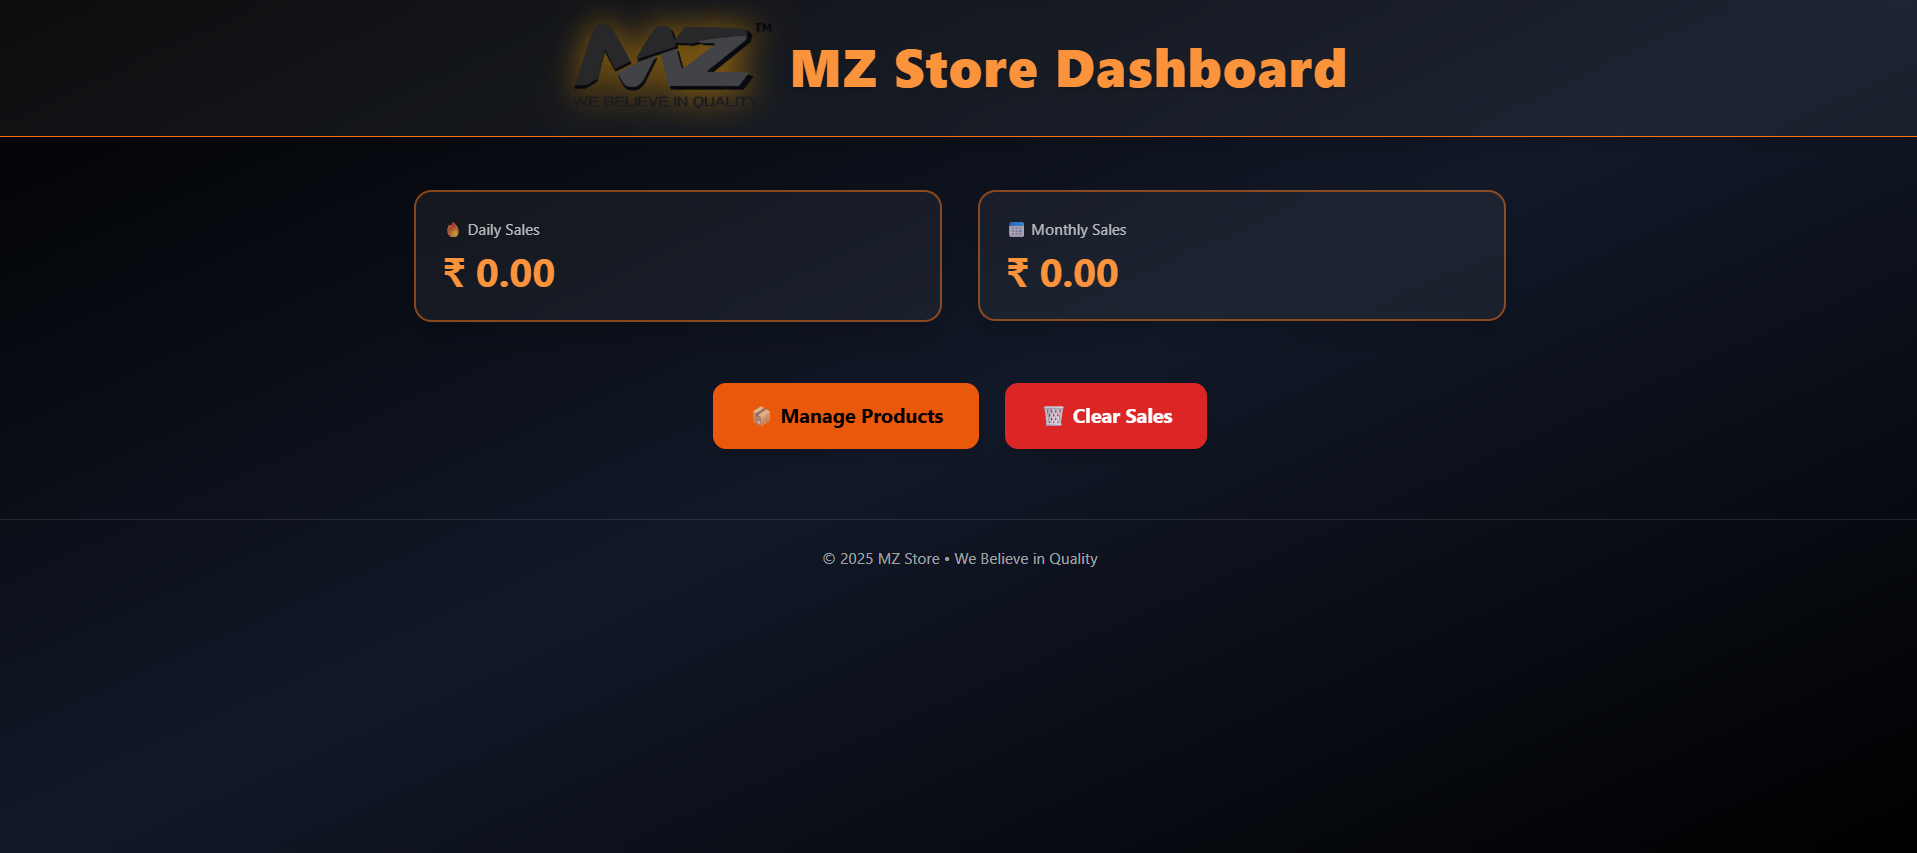 MZ™
WE BELIEVE IN QUALITY
MZ Store Dashboard
Daily Sales
₹ 0.00
Monthly Sales
₹ 0.00
Manage Products
Clear Sales
© 2025 MZ Store • We Believe in Quality